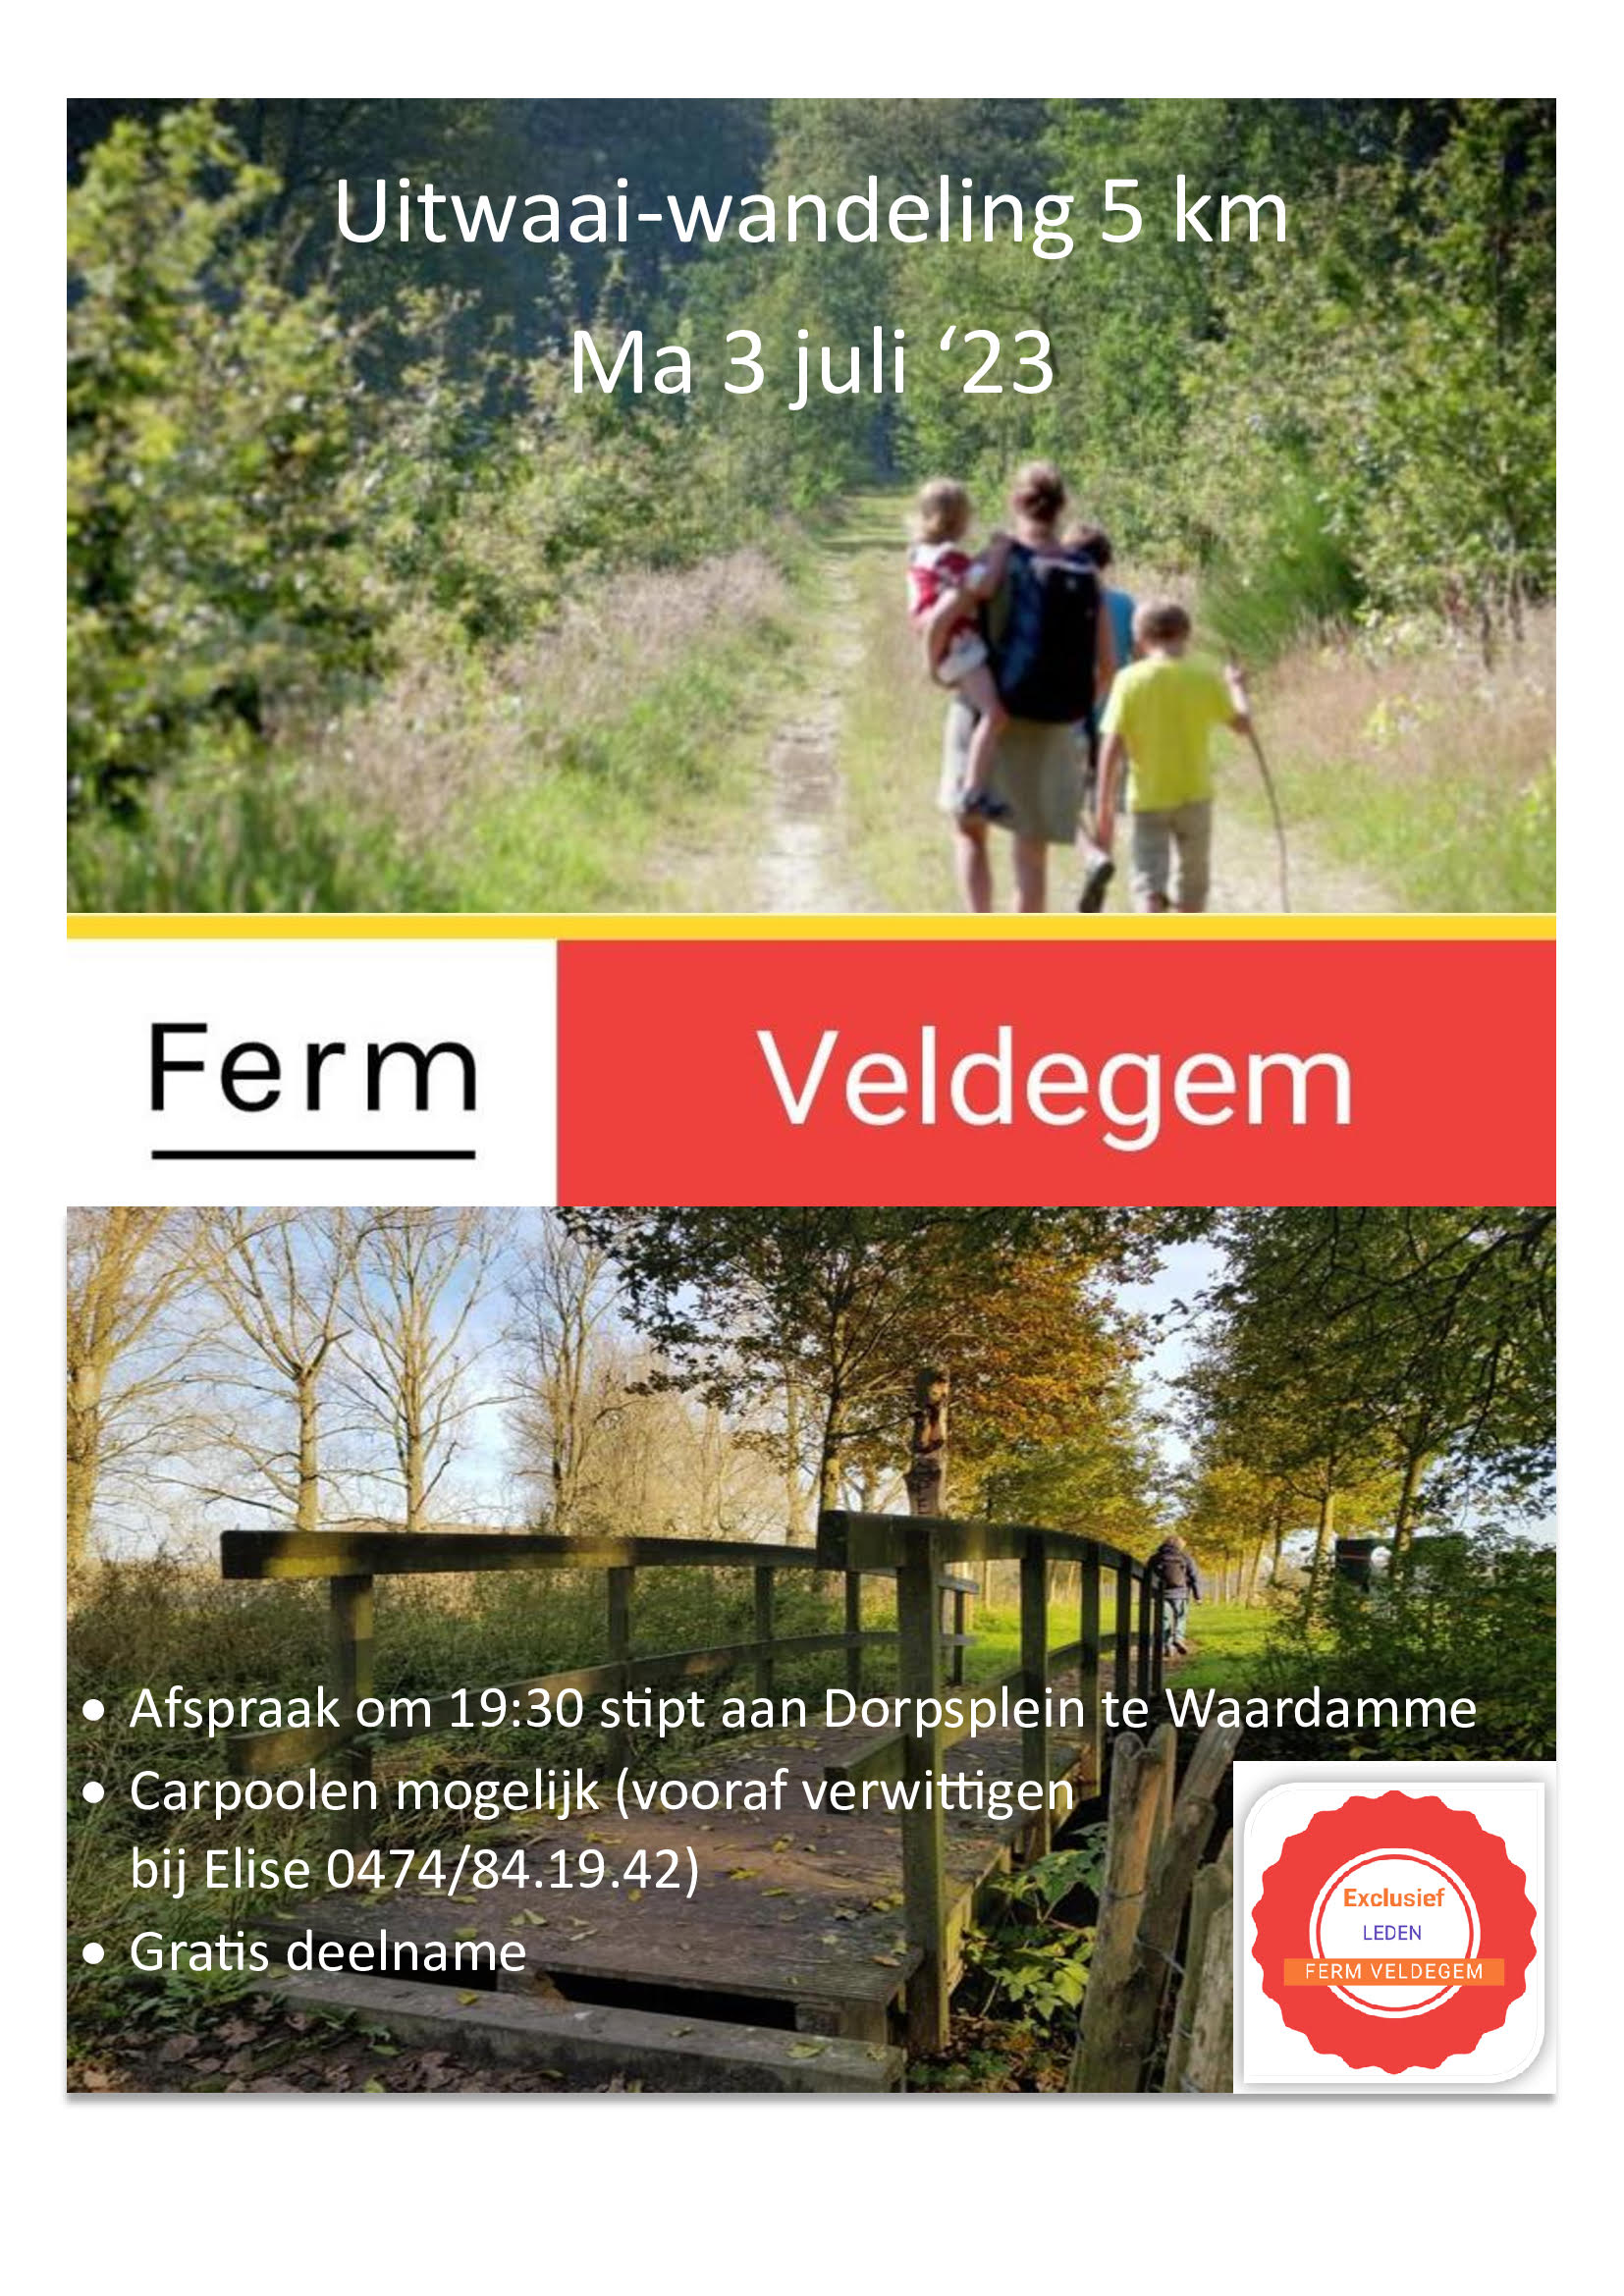 Uitwaai-wandeling 5 km
Ma 3 juli ‘23
Ferm
Veldegem
• Afspraak om 19:30 stipt aan Dorpsplein te Waardamme
• Carpoolen mogelijk (vooraf verwittigen
bij Elise 0474/84.19.42)
• Gratis deelname
Exclusief
LEDEN
FERM VELDEGEM